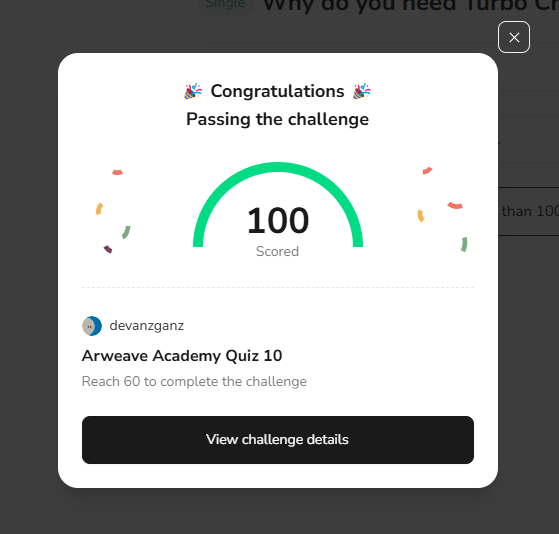 Single Why do you need Turbo
Congratulations
Passing the challenge
than 100
100
Scored
devanzganz
Arweave Academy Quiz 10
Reach 60 to complete the challenge
View challenge details